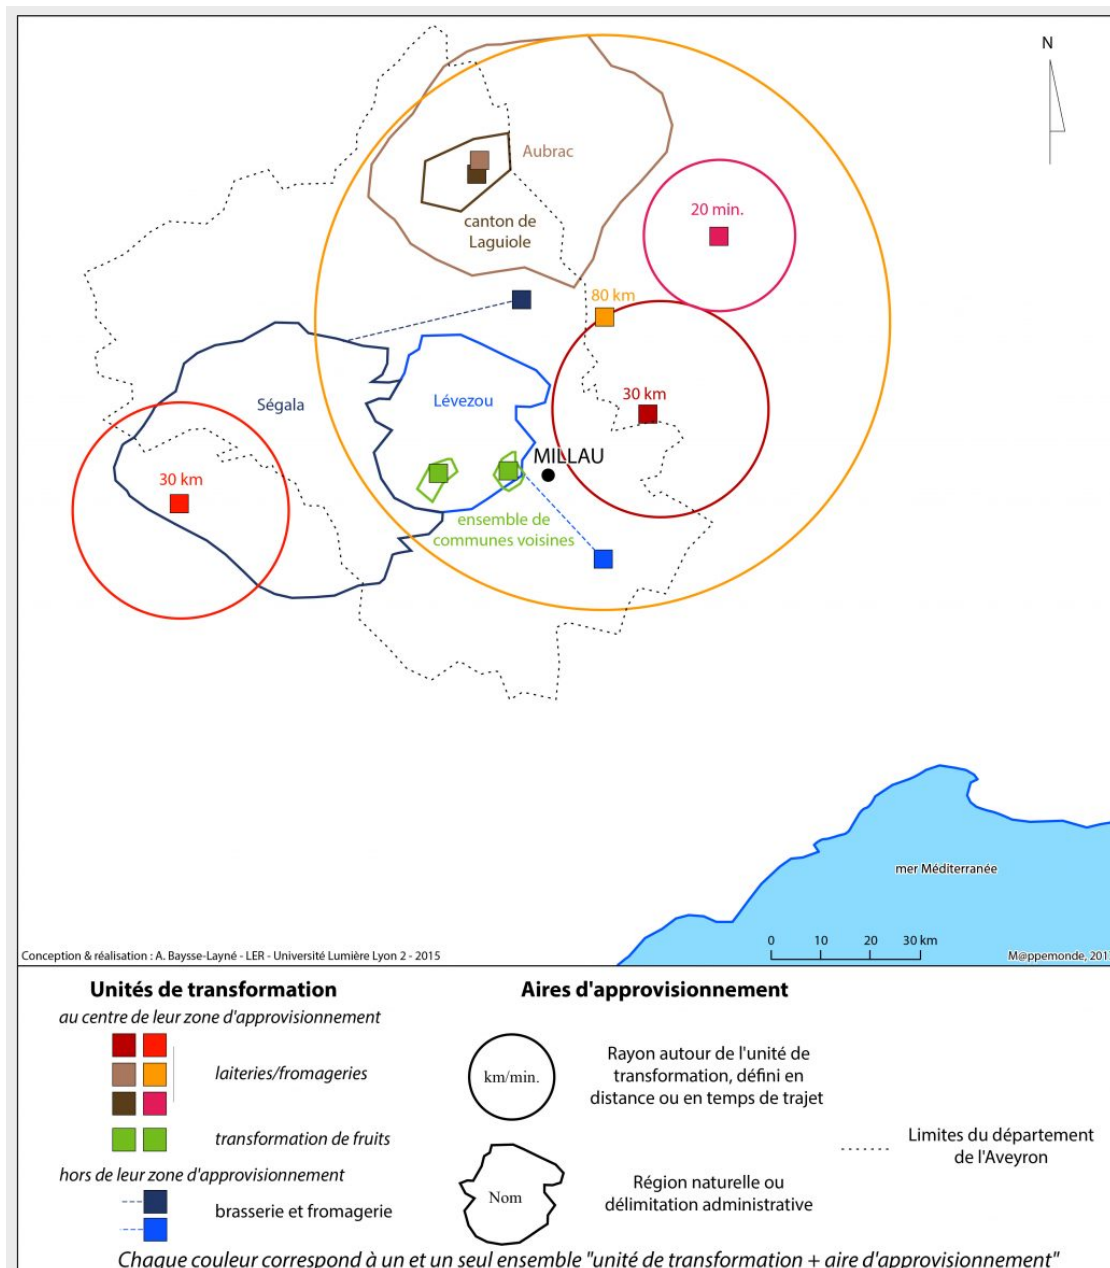 N
Aubrac
20 min.
canton de
Laguiole
80 km
30 km
Ségala
Lévezou
MILLAU
30 km
ensemble de
communes voisines
mer Méditerranée
0 10 20 30 km
Conception & réalisation : A. Baysse-Layné - LER - Université Lumière Lyon 2 - 2015
M@ppemonde,
Unités de transformation
au centre de leur zone d'approvisionnement
laiteries/fromageries
transformation de fruits
hors de leur zone d'approvisionnement
brasserie et fromagerie
Aires d'approvisionnement
km/min.
Rayon autour de l'unité de
transformation, défini en
distance ou en temps de trajet
Nom
Région naturelle ou
délimitation administrative
Limites du département
de l'Aveyron
Chaque couleur correspond à un et un seul ensemble "unité de transformation + aire d'approvisionnement"